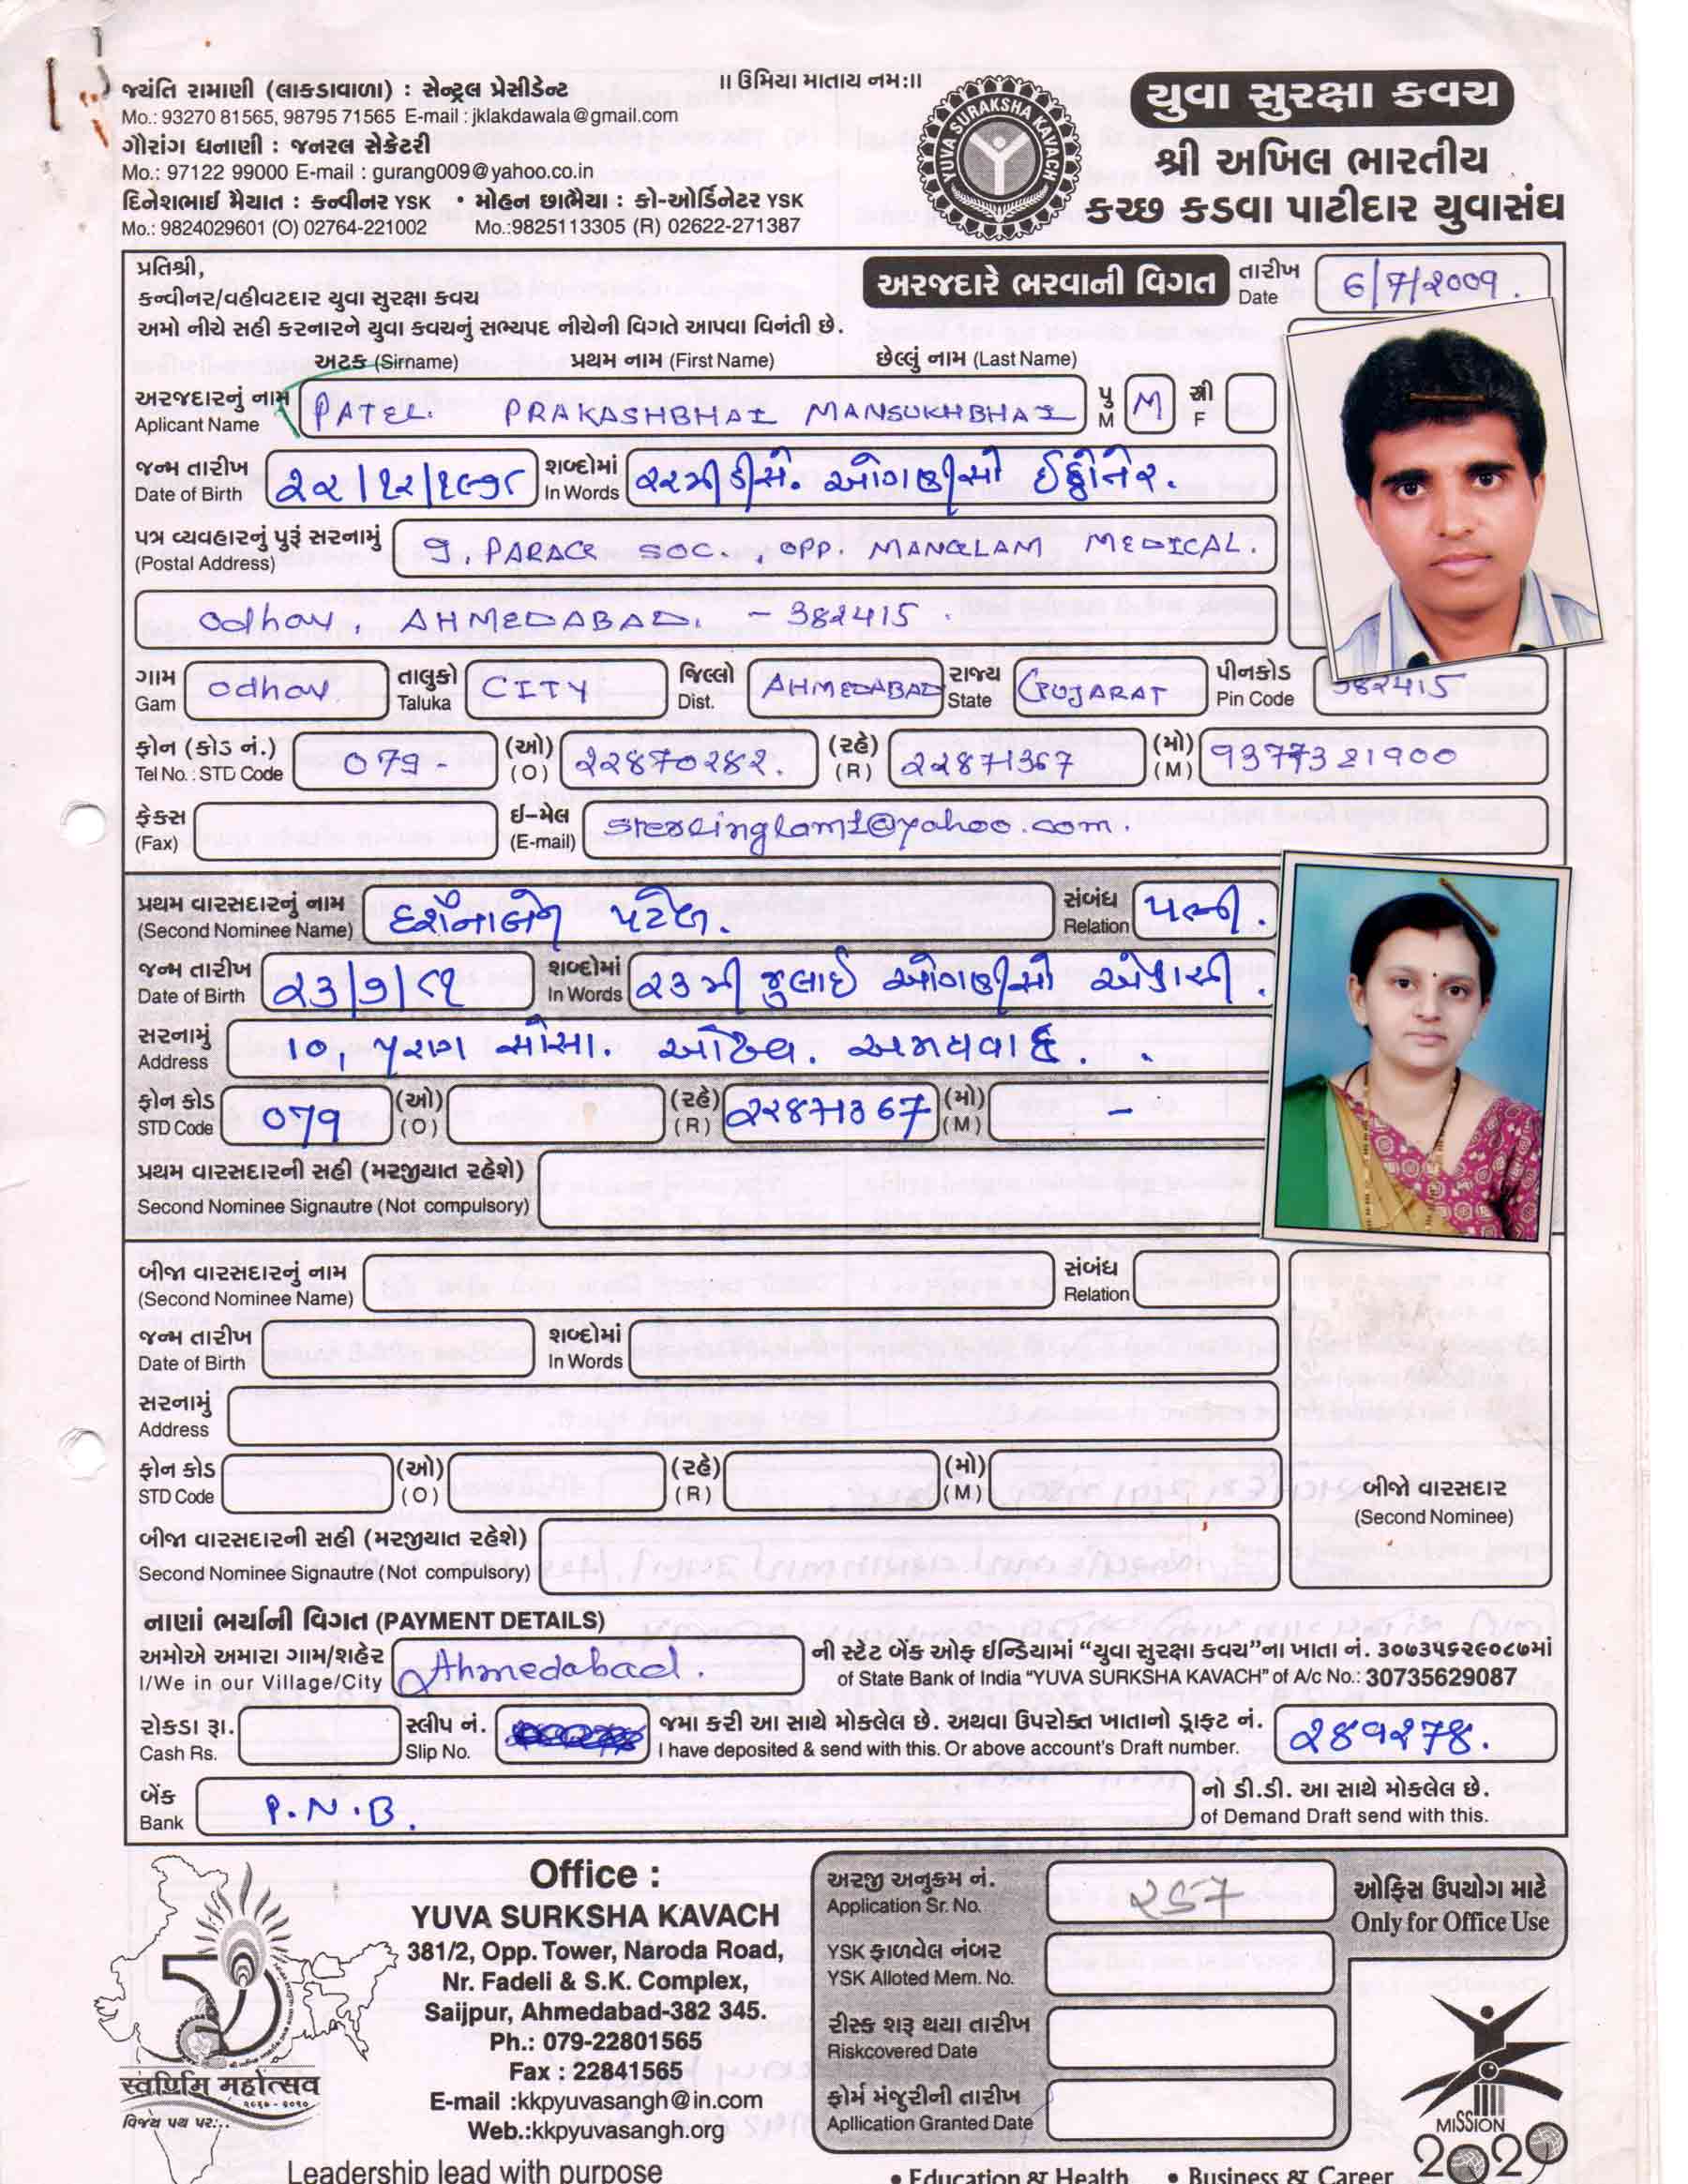 જયંતિ રામાણી (લાકડાવાળા) : સેન્ટ્રલ પ્રેસીડેન્ટ
Mo.: 93270 81565, 98795 71565 E-mail : jklakdawala@gmail.com
ગૌરાંગ ધનાણી : જનરલ સેક્રેટરી
Mo.: 97122 99000 E-mail : gurang009@yahoo.co.in
દિનેશભાઈ મૈયાત : કન્વીનર YSK • મોહન છાભૈયા : કો-ઓર્ડિનેટર YSK
Mo.: 9824029601 (O) 02764-221002 Mo.:9825113305 (R) 02622-271387
॥ ઉમિયા માતાય નમઃ॥
YUVA SURAKSHA KAVACH
યુવા સુરક્ષા કવચ
શ્રી અખિલ ભારતીય
કચ્છ કડવા પાટીદાર યુવાસંઘ
પ્રતિશ્રી,
કન્વીનર/વહીવટદાર યુવા સુરક્ષા કવચ
અમો નીચે સહી કરનારને યુવા કવચનું સભ્યપદ નીચેની વિગતે આપવા વિનંતી છે.
અરજદારે ભરવાની વિગત તારીખ Date 6/7/૨009.
અટક (Sirname) પ્રથમ નામ (First Name) છેલ્લું નામ (Last Name)
અરજદારનું નામ Aplicant Name PATEL. PRAKASHBHAI MANSUKHBHAI પુ M M સ્રી F
જન્મ તારીખ Date of Birth ૨૨/૧૨/૧૯૭૮ શબ્દોમાં In Words ૨૨મી ડીસે. ઓગણીસો ઈઠ્ઠોતેર.
પત્ર વ્યવહારનું પુરૂં સરનામું (Postal Address) 9, PARAG SOC., OPP. MANGLAM MEDICAL.
Odhav, AHMEDABAD. - 382415.
ગામ Gam Odhav તાલુકો Taluka CITY જિલ્લો Dist. AHMEDABAD રાજ્ય State GUJARAT પીનકોડ Pin Code 382415
ફોન (કોડ નં.) Tel No. : STD Code 079- (ઓ) (O) 22870282. (રહે) (R) 22871367 (મો) (M) 9377321900
ફેક્સ (Fax) ઈ-મેલ (E-mail) sterlinglam1@yahoo.com.
પ્રથમ વારસદારનું નામ (Second Nominee Name) દર્શનાબેન પટેલ. સંબંધ Relation પત્ની.
જન્મ તારીખ Date of Birth ૨૩/૭/૮૧ શબ્દોમાં In Words ૨૩મી જુલાઈ ઓગણીસો એકાસી.
સરનામું Address 10, પરાગ સોસા. ઓઢવ. અમદાવાદ.
ફોન કોડ STD Code 079 (ઓ) (O) (રહે) (R) 22871367 (મો) (M) -
પ્રથમ વારસદારની સહી (મરજીયાત રહેશે)
Second Nominee Signautre (Not compulsory)
બીજા વારસદારનું નામ (Second Nominee Name) સંબંધ Relation
જન્મ તારીખ Date of Birth શબ્દોમાં In Words
સરનામું Address
ફોન કોડ STD Code (ઓ) (O) (રહે) (R) (મો) (M)
બીજો વારસદાર
(Second Nominee)
બીજા વારસદારની સહી (મરજીયાત રહેશે)
Second Nominee Signautre (Not compulsory)
નાણાં ભર્યાની વિગત (PAYMENT DETAILS)
અમોએ અમારા ગામ/શહેર Ahmedabad. ની સ્ટેટ બેંક ઓફ ઈન્ડિયામાં “યુવા સુરક્ષા કવચ”ના ખાતા નં. ૩૦૭૩૫૬૨૯૦૮૭માં
I/We in our Village/City of State Bank of India “YUVA SURKSHA KAVACH” of A/c No.: 30735629087
રોકડા રૂા. સ્લીપ નં. જમા કરી આ સાથે મોકલેલ છે. અથવા ઉપરોક્ત ખાતાનો ડ્રાફ્ટ નં. 289278.
Cash Rs. Slip No. I have deposited & send with this. Or above account's Draft number.
બેંક Bank P.N.B. નો ડી.ડી. આ સાથે મોકલેલ છે.
of Demand Draft send with this.
Office :
YUVA SURKSHA KAVACH
381/2, Opp. Tower, Naroda Road,
Nr. Fadeli & S.K. Complex,
Saijpur, Ahmedabad-382 345.
Ph.: 079-22801565
Fax : 22841565
E-mail :kkpyuvasangh@in.com
Web.:kkpyuvasangh.org
Leadership lead with purpose
स्वर्णिम महोत्सव
વિજય પથ પર...
અરજી અનુક્રમ નં. Application Sr. No. 257
YSK ફાળવેલ નંબર YSK Alloted Mem. No.
રીસ્ક શરૂ થયા તારીખ Riskcovered Date
ફોર્મ મંજુરીની તારીખ Apllication Granted Date
ઓફિસ ઉપયોગ માટે
Only for Office Use
MISSION
2020
• Education & Health • Business & Career